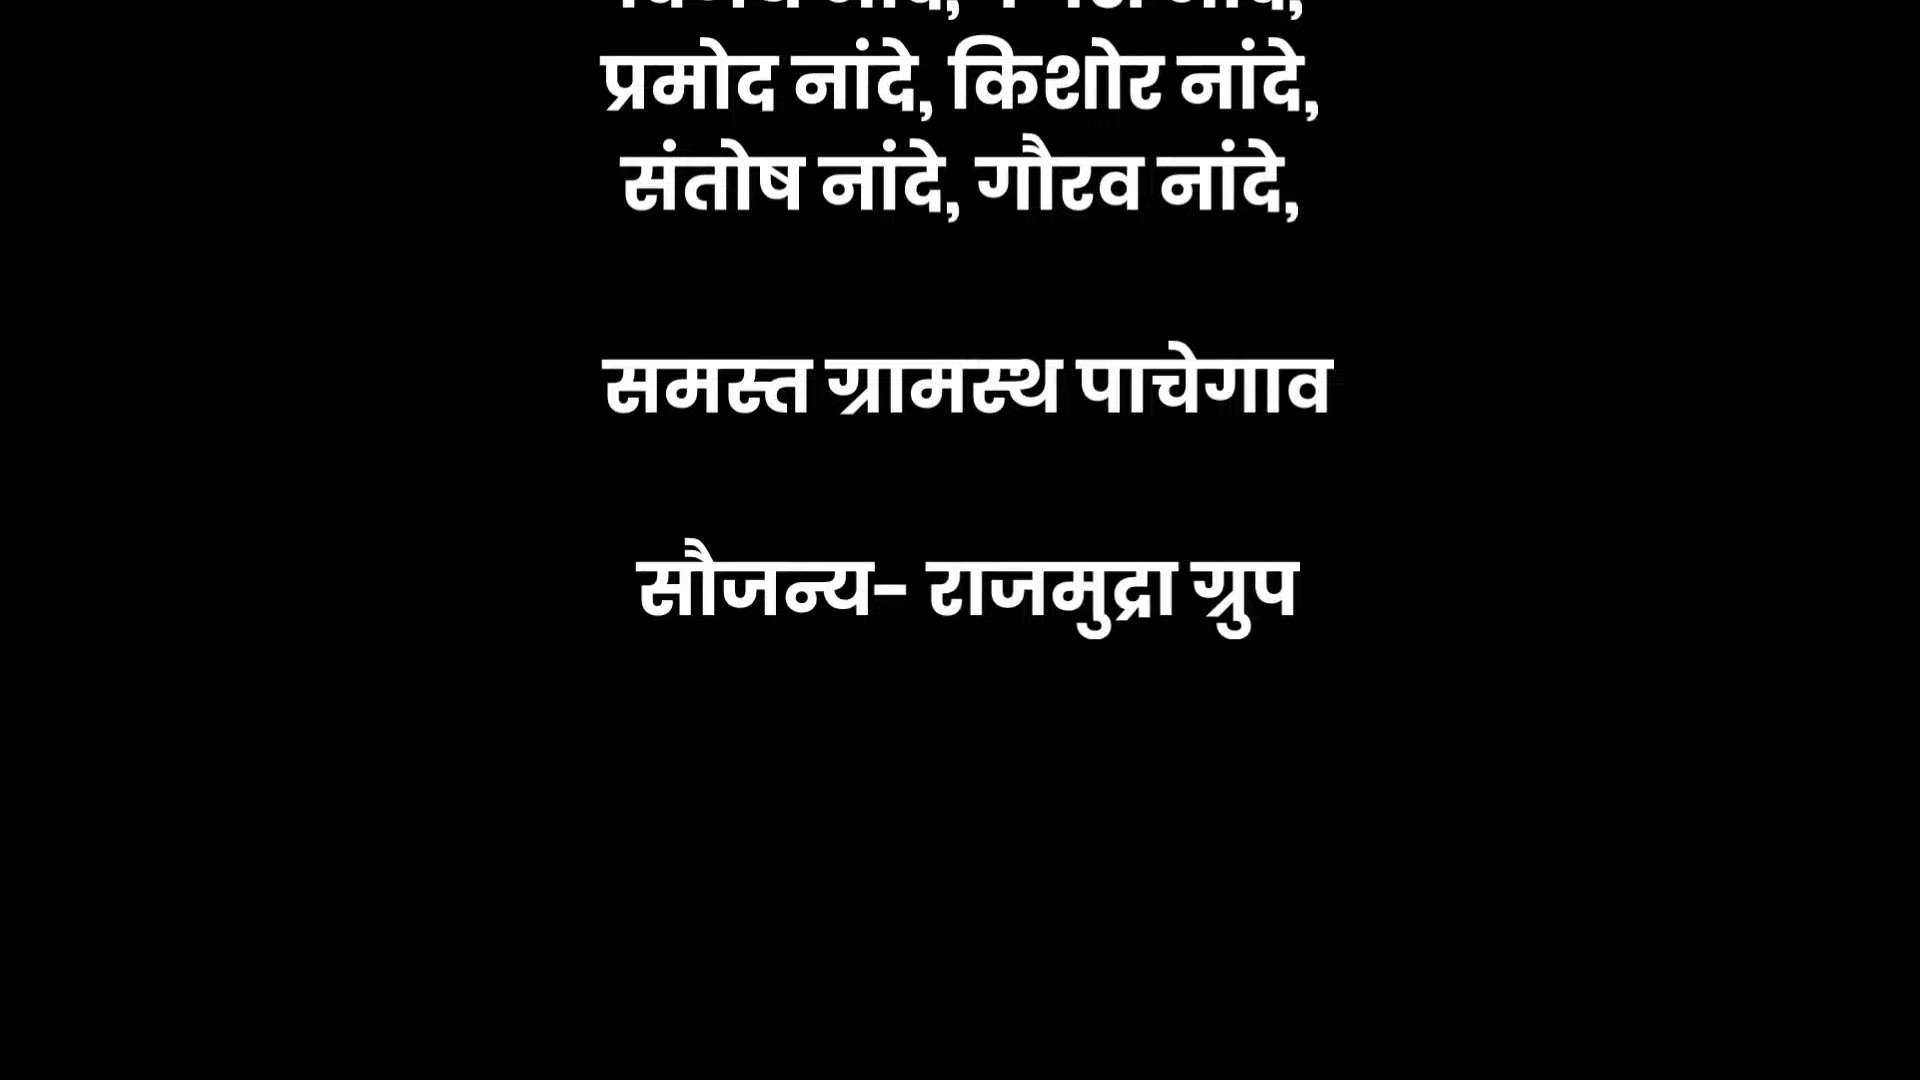 प्रमोद नांदे, किशोर नांदे,
संतोष नांदे, गौरव नांदे,
समस्त ग्रामस्थ पाचेगाव
सौजन्य- राजमुद्रा ग्रुप